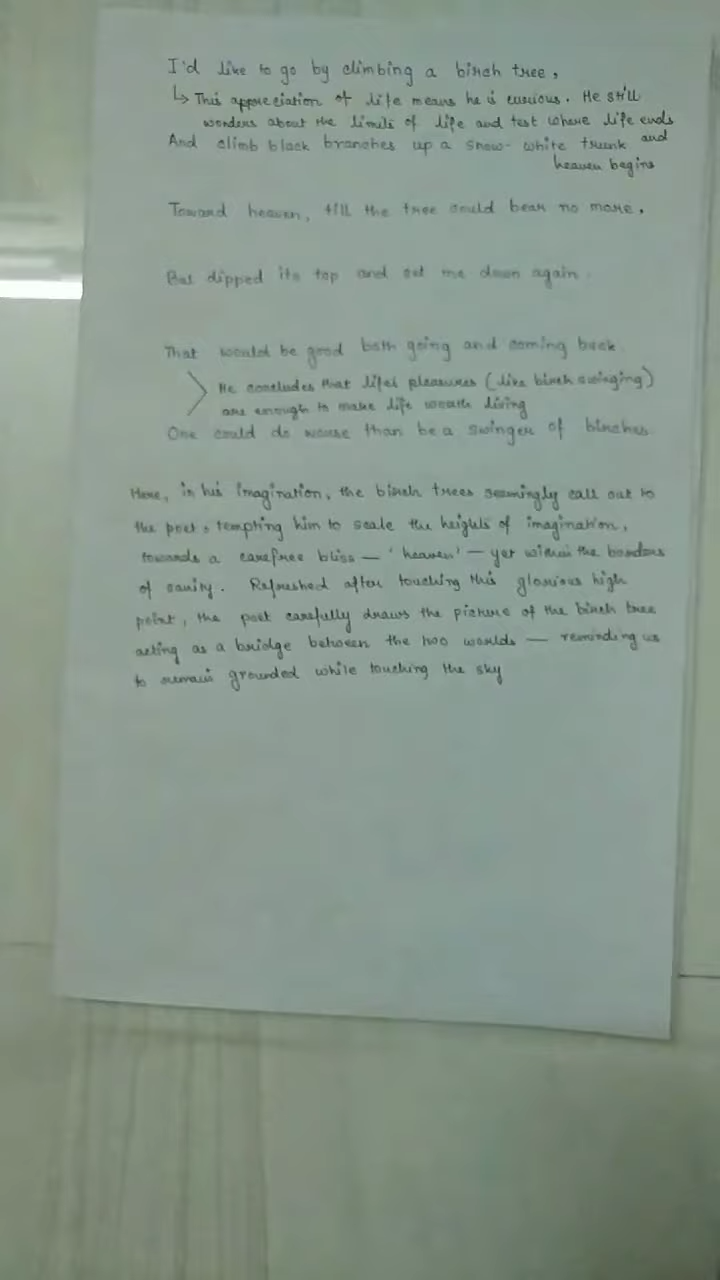 I'd like to go by climbing a birch tree,
↳ This appreciation of life means he is curious. He still
wonders about the limits of life and test where life ends
And climb black branches up a snow-white trunk and
heaven begins
Toward heaven, till the tree could bear no more,
But dipped its top and set me down again.
That would be good both going and coming back.
He concludes that life's pleasures (like birch swinging)
are enough to make life worth living
One could do worse than be a swinger of birches.
Here, in his imagination, the birch trees seemingly call out to
the poet, tempting him to scale the heights of imagination,
towards a carefree bliss — 'heaven' — yet within the borders
of sanity. Refreshed after touching this glorious high
point, the poet carefully draws the picture of the birch tree
acting as a bridge between the two worlds — reminding us
to remain grounded while touching the sky